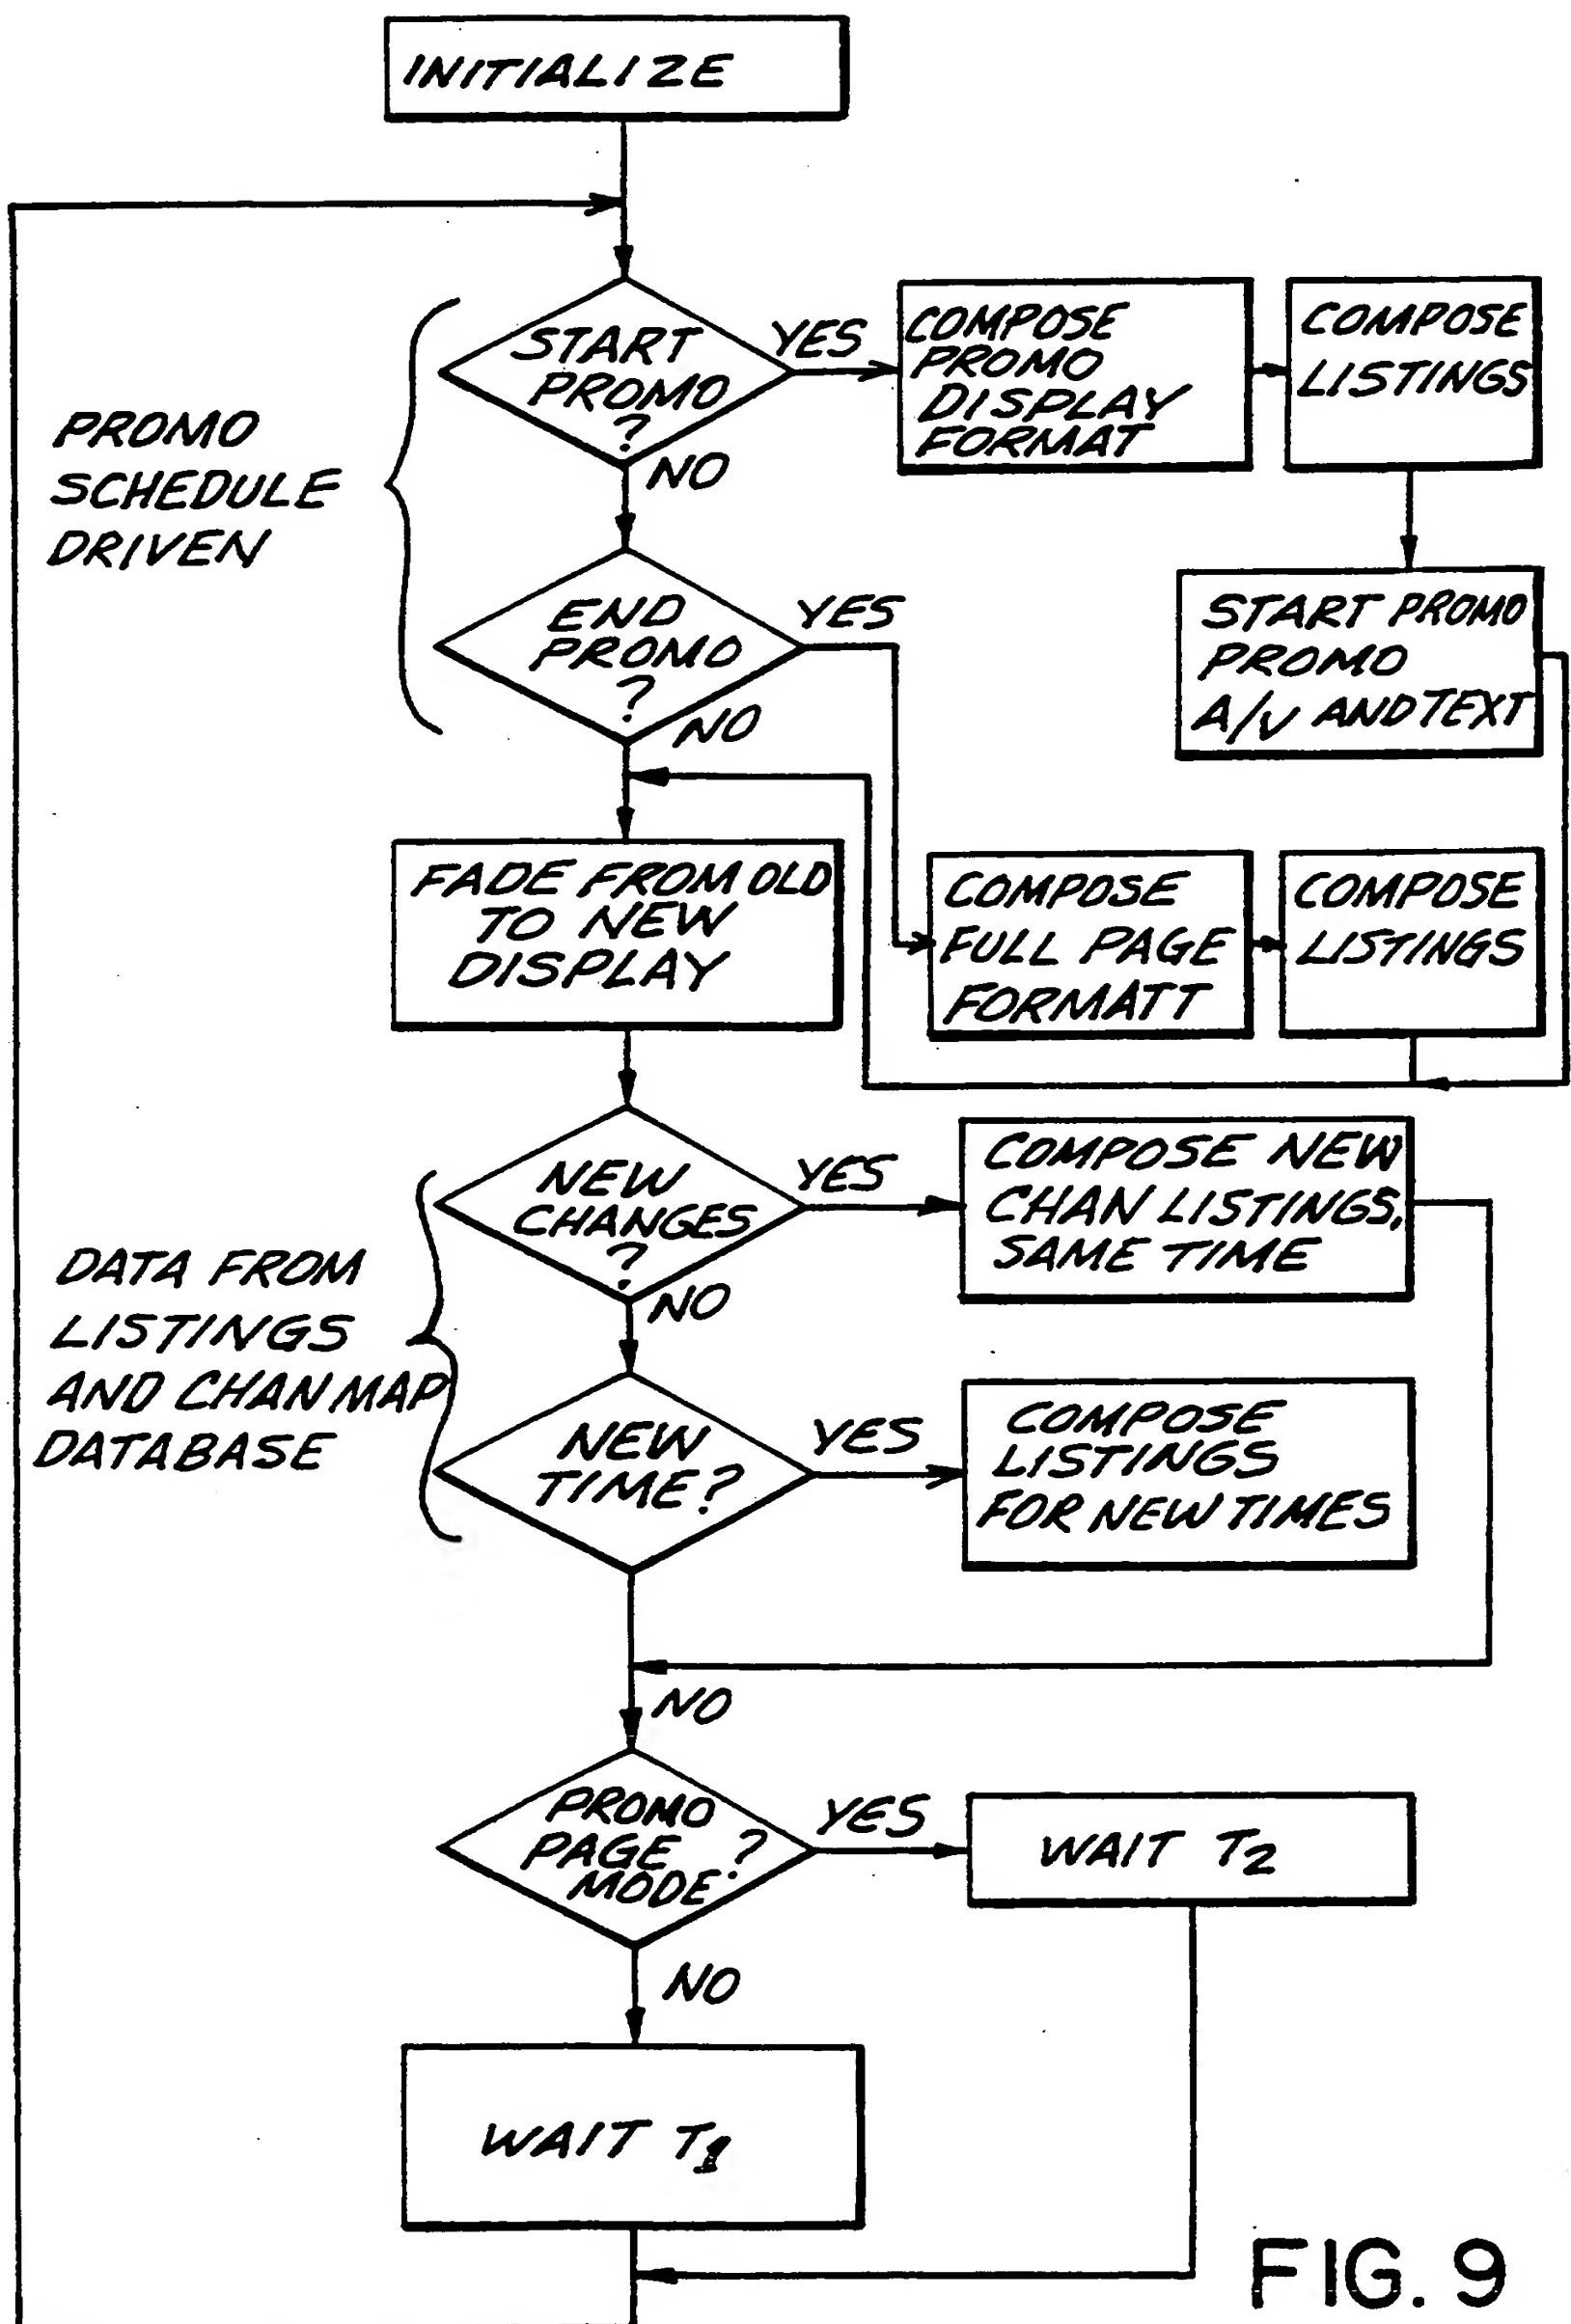 INITIALIZE
START
PROMO
?
YES
NO
COMPOSE
PROMO
DISPLAY
FORMAT
COMPOSE
LISTINGS
PROMO
SCHEDULE
DRIVEN
START PROMO
PROMO
A/V AND TEXT
END
PROMO
?
YES
NO
FADE FROM OLD
TO NEW
DISPLAY
COMPOSE
FULL PAGE
FORMATT
COMPOSE
LISTINGS
NEW
CHANGES
?
YES
NO
COMPOSE NEW
CHAN LISTINGS,
SAME TIME
DATA FROM
LISTINGS
AND CHAN MAP
DATABASE
NEW
TIME?
YES
COMPOSE
LISTINGS
FOR NEW TIMES
NO
PROMO
PAGE ?
MODE
YES
WAIT T2
NO
WAIT T1
FIG. 9